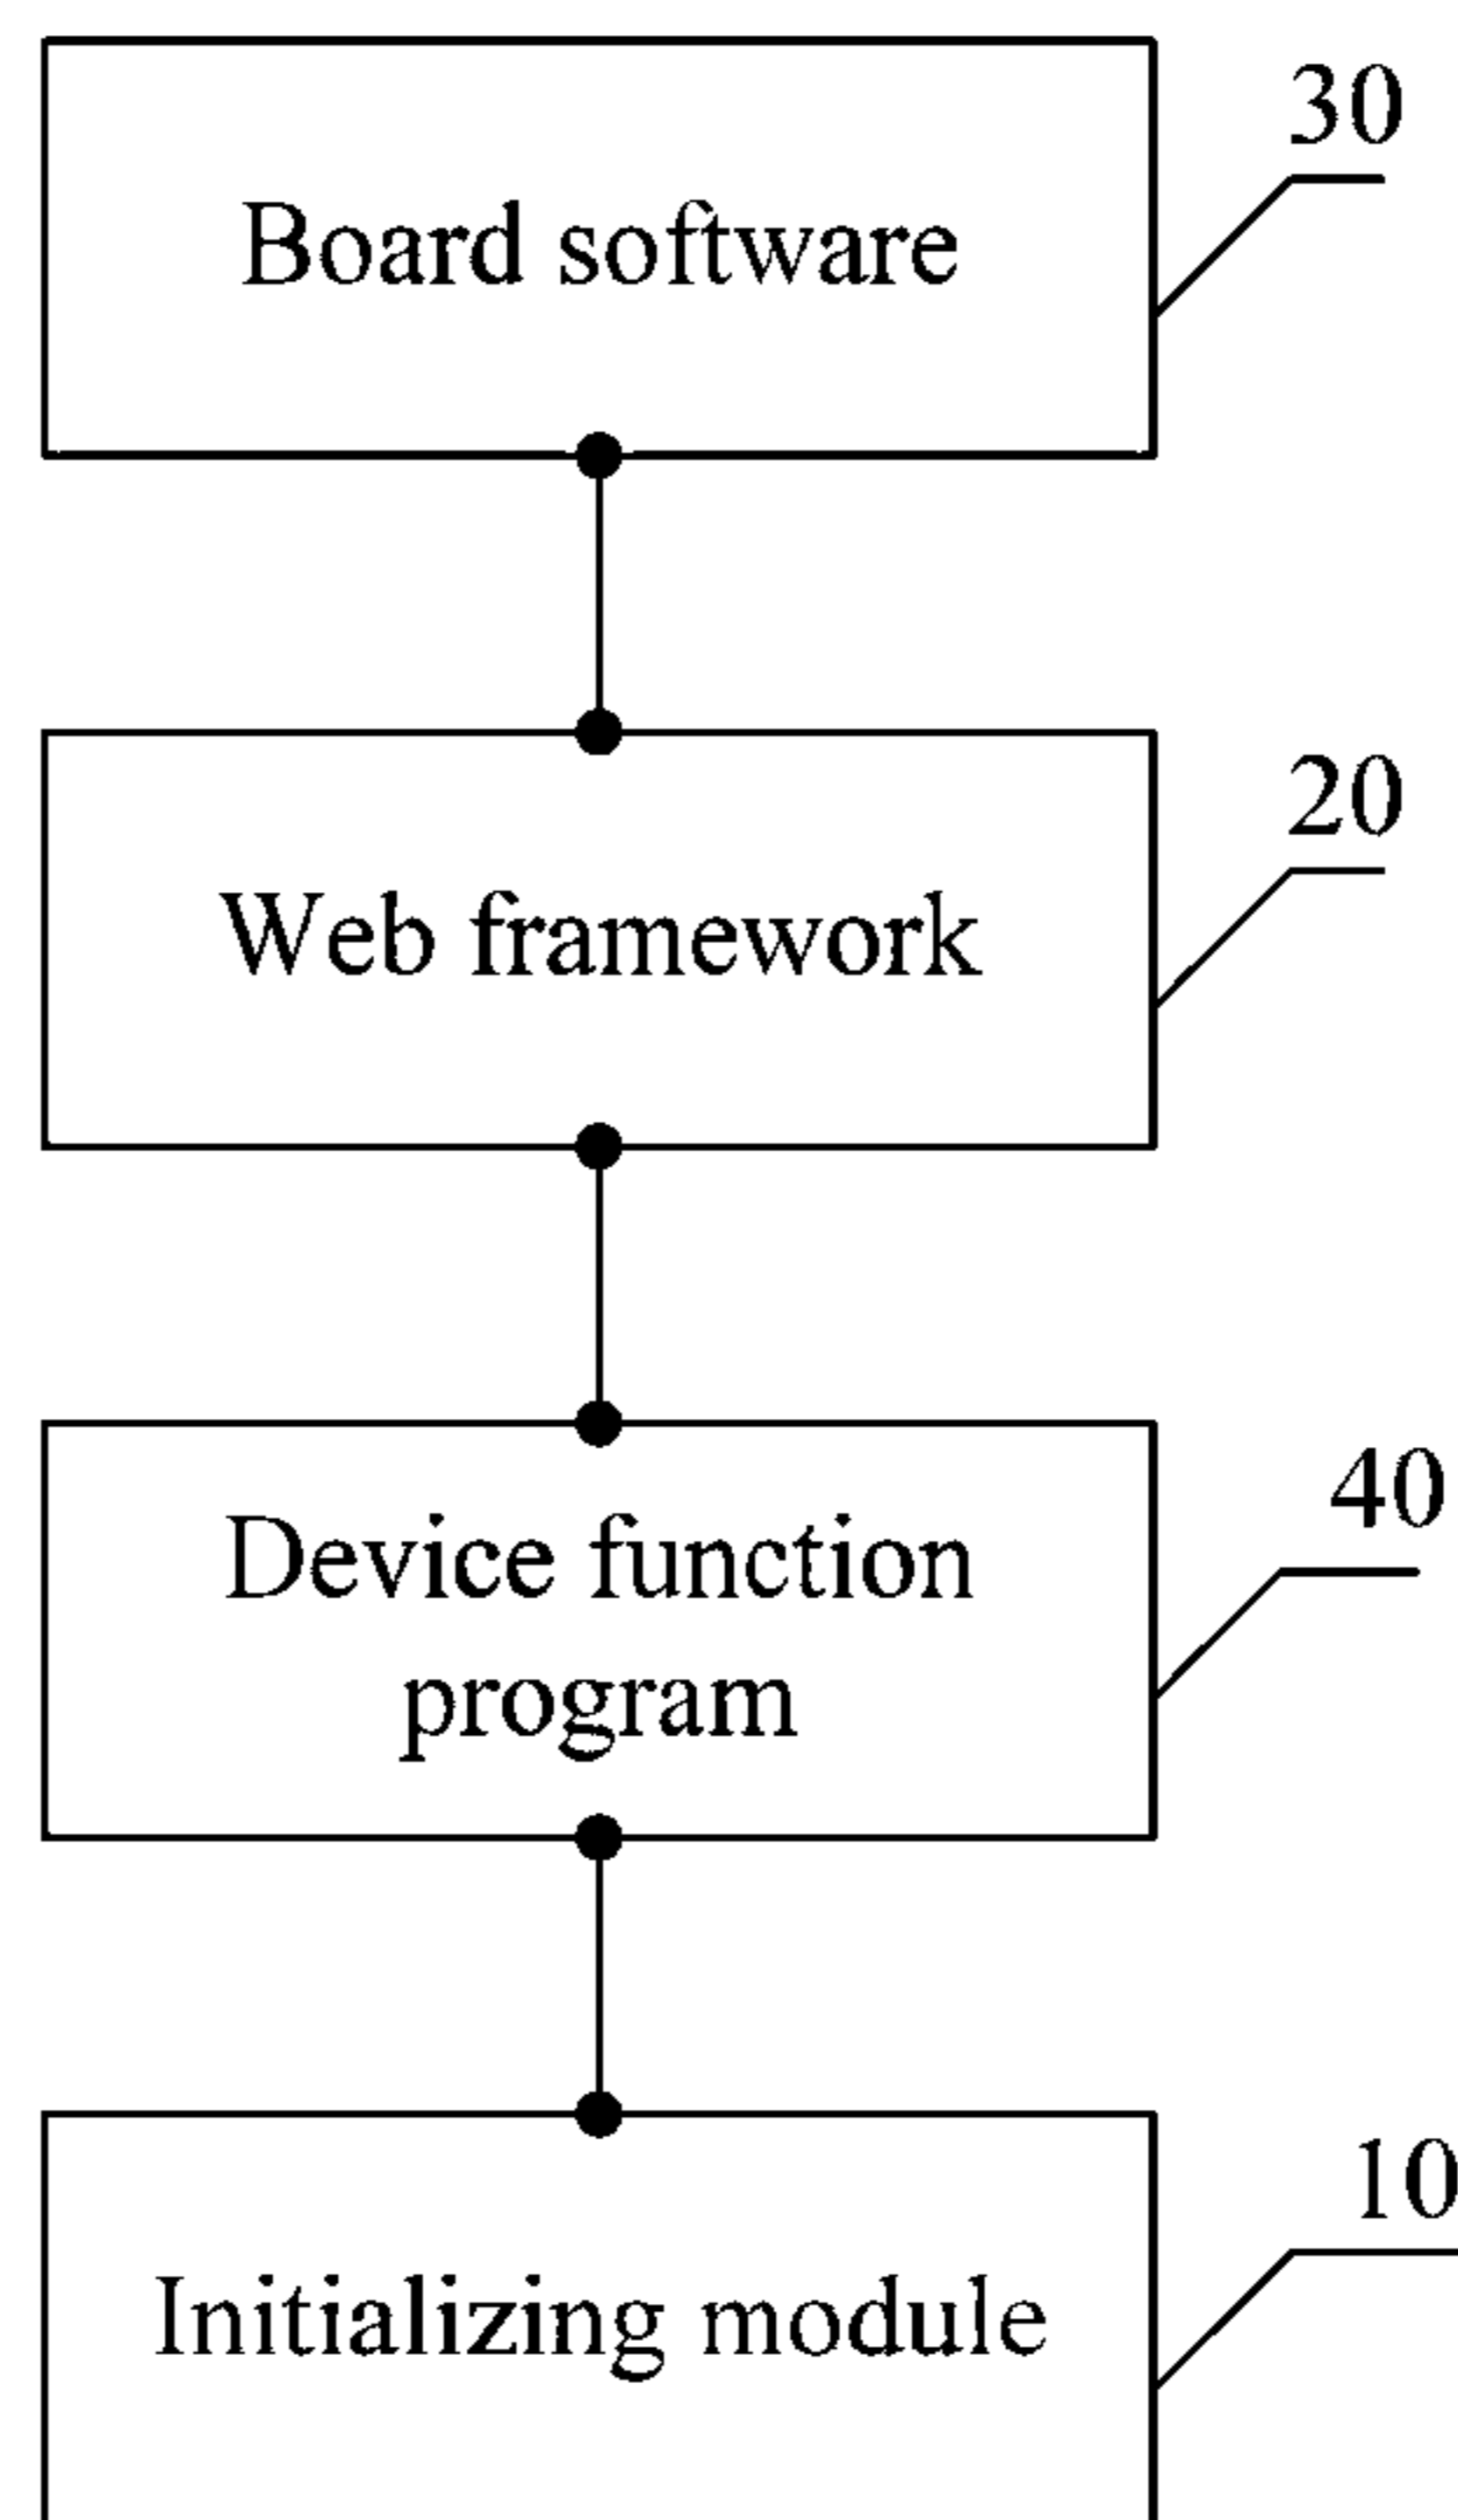 30
Board software
20
Web framework
40
Device function
program
10
Initializing module